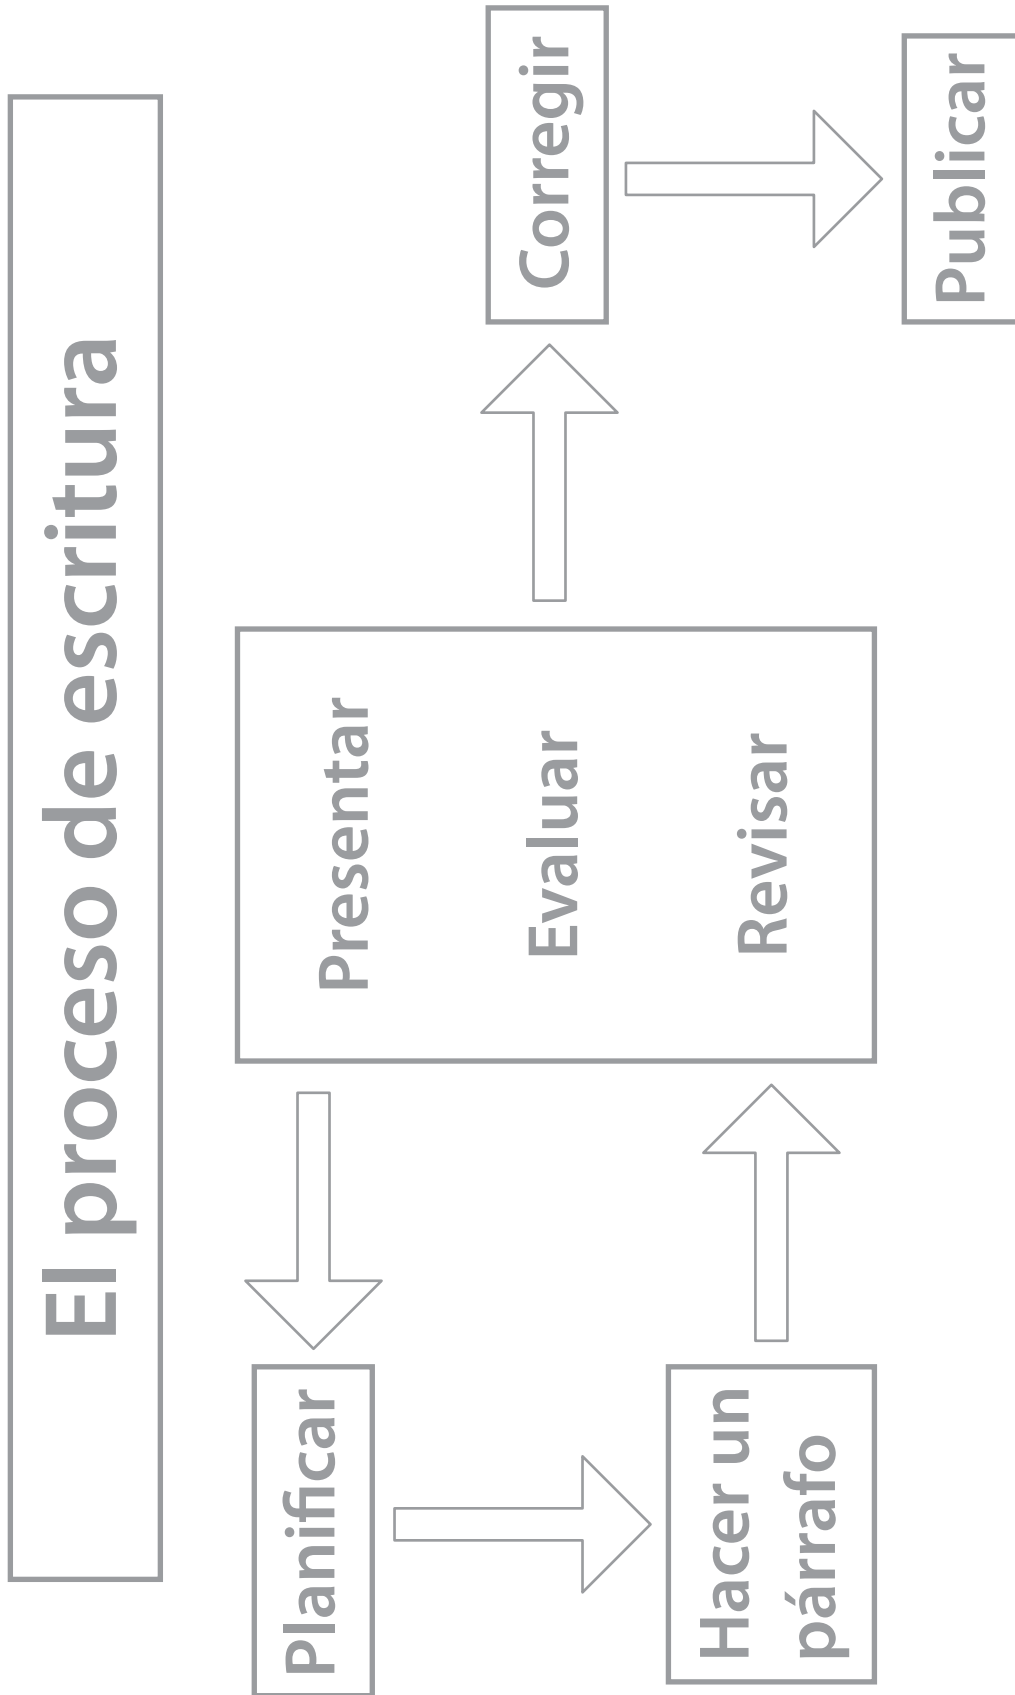 El proceso de escritura
Planificar
Hacer un
párrafo
Presentar
Evaluar
Revisar
Corregir
Publicar